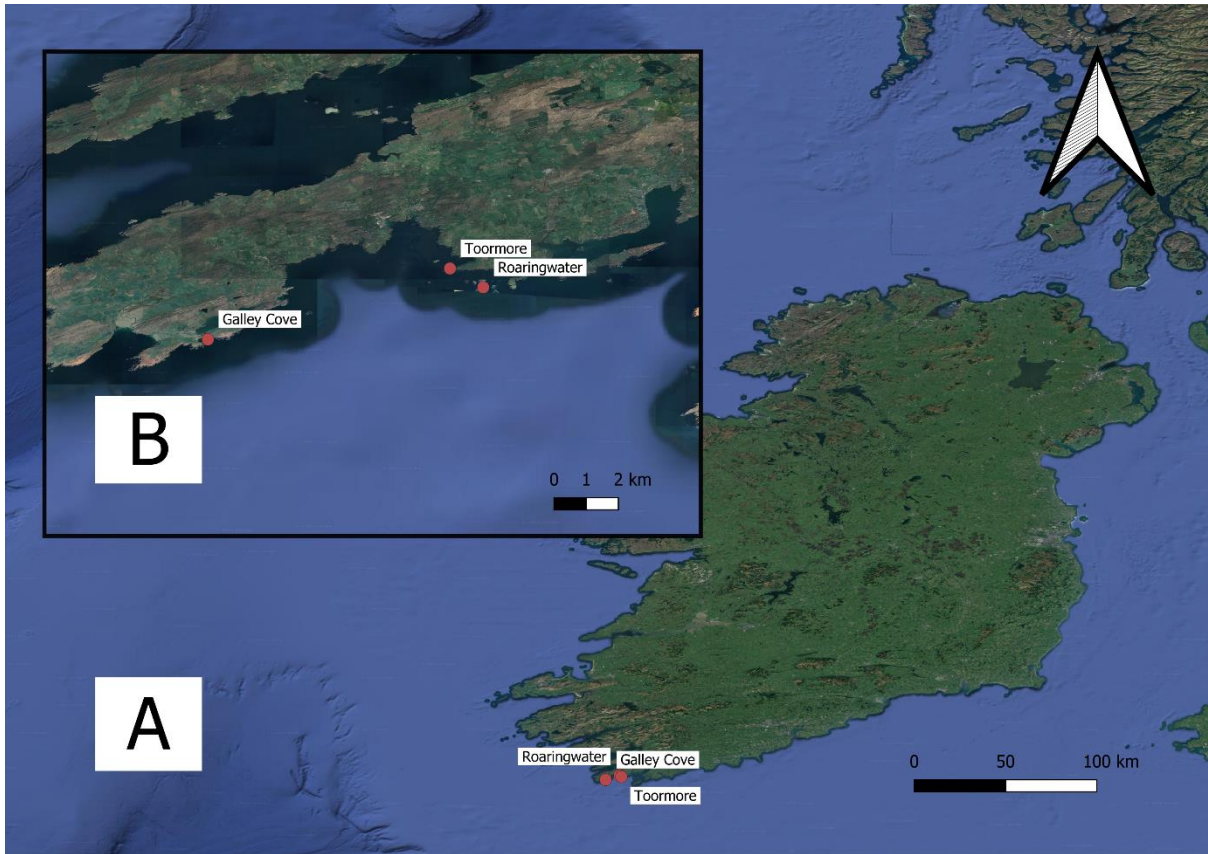 Toormore
Roaringwater
Galley Cove
B
0 1 2 km
A
Roaringwater Galley Cove
Toormore
0 50 100 km